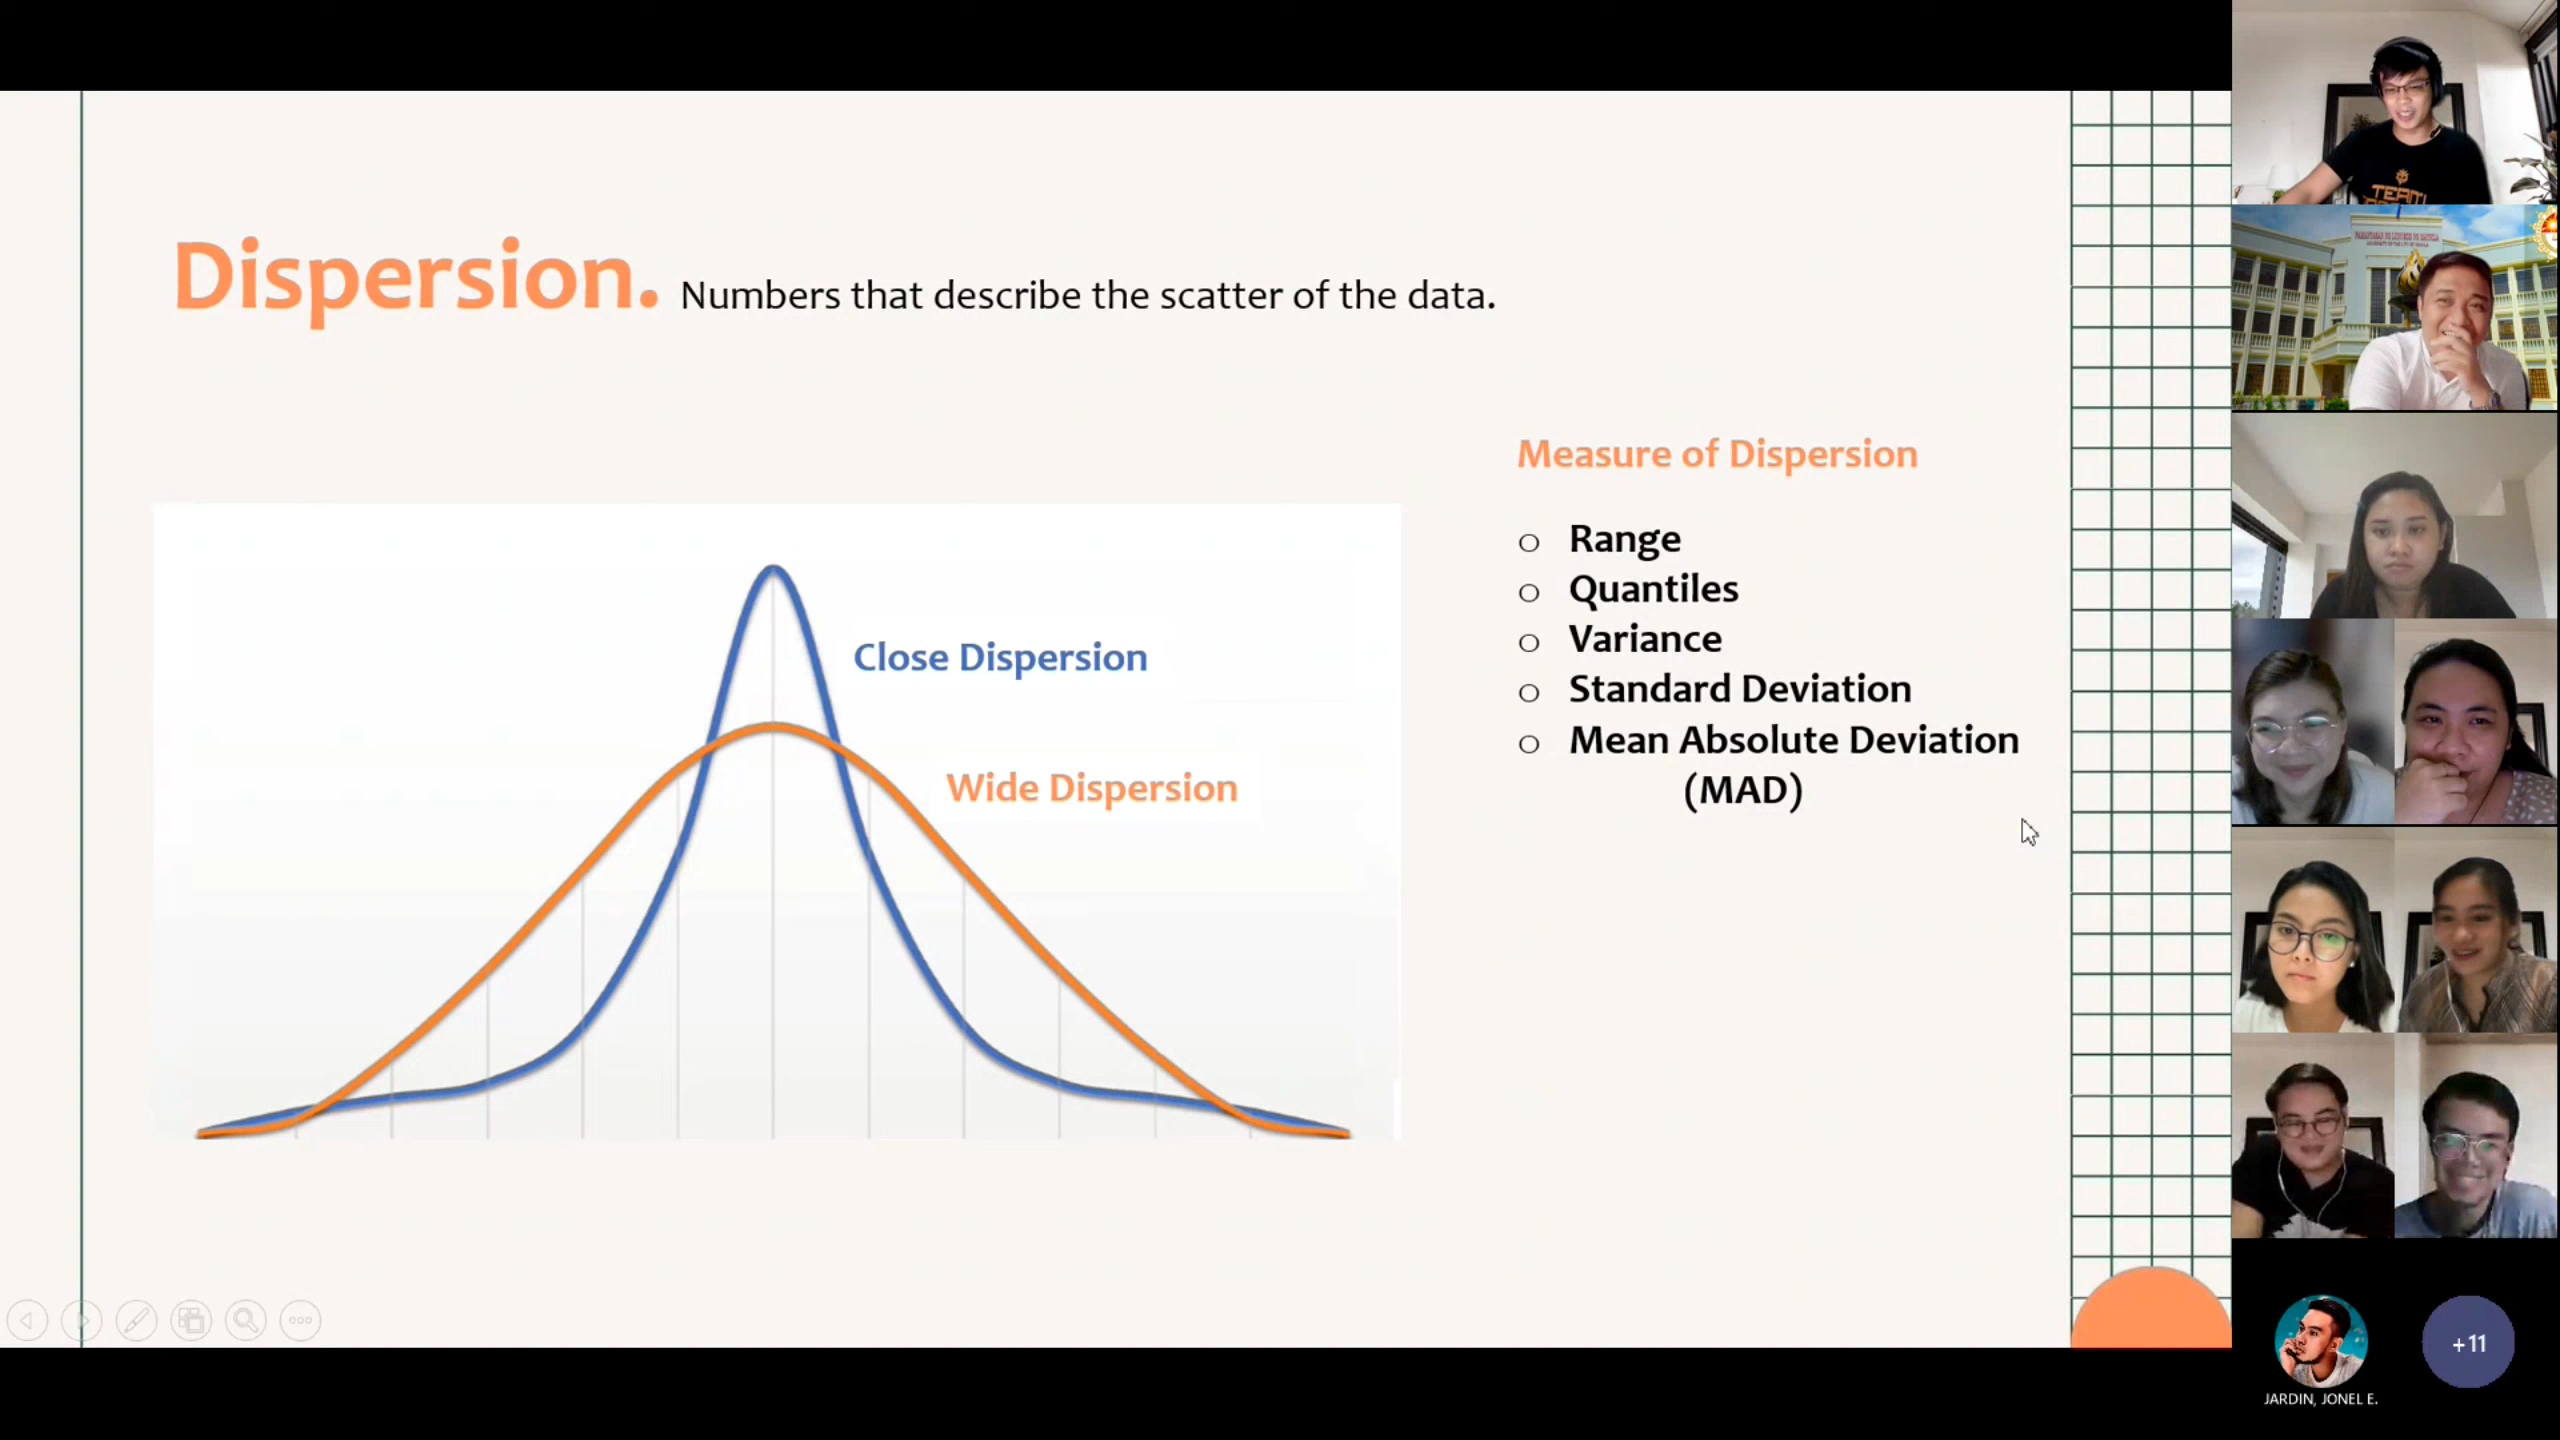 Dispersion. Numbers that describe the scatter of the data.
Measure of Dispersion
o Range
o Quantiles
o Variance
o Standard Deviation
o Mean Absolute Deviation
(MAD)
Close Dispersion
Wide Dispersion
TEAM
+11
JARDIN, JONEL E.